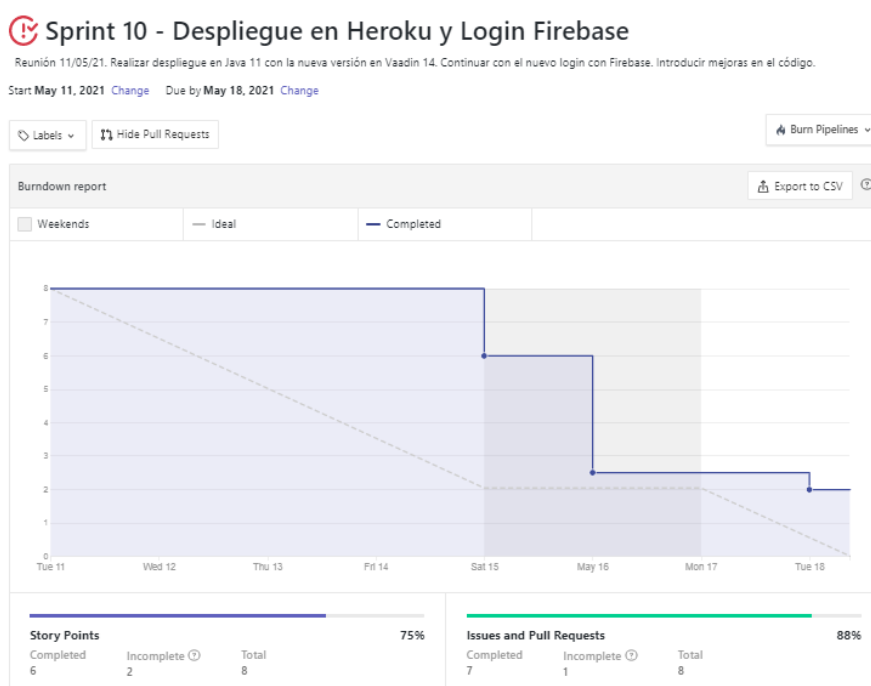 Sprint 10 - Despliegue en Heroku y Login Firebase
Reunión 11/05/21. Realizar despliegue en Java 11 con la nueva versión en Vaadin 14. Continuar con el nuevo login con Firebase. Introducir mejoras en el código.
Start May 11, 2021 Change Due by May 18, 2021 Change
Labels Hide Pull Requests Burn Pipelines
Burndown report Export to CSV
Weekends Ideal Completed
8
7
6
5
4
3
2
1
0
Tue 11 Wed 12 Thu 13 Fri 14 Sat 15 May 16 Mon 17 Tue 18
Story Points 75% Issues and Pull Requests 88%
Completed Incomplete Total Completed Incomplete Total
6 2 8 7 1 8